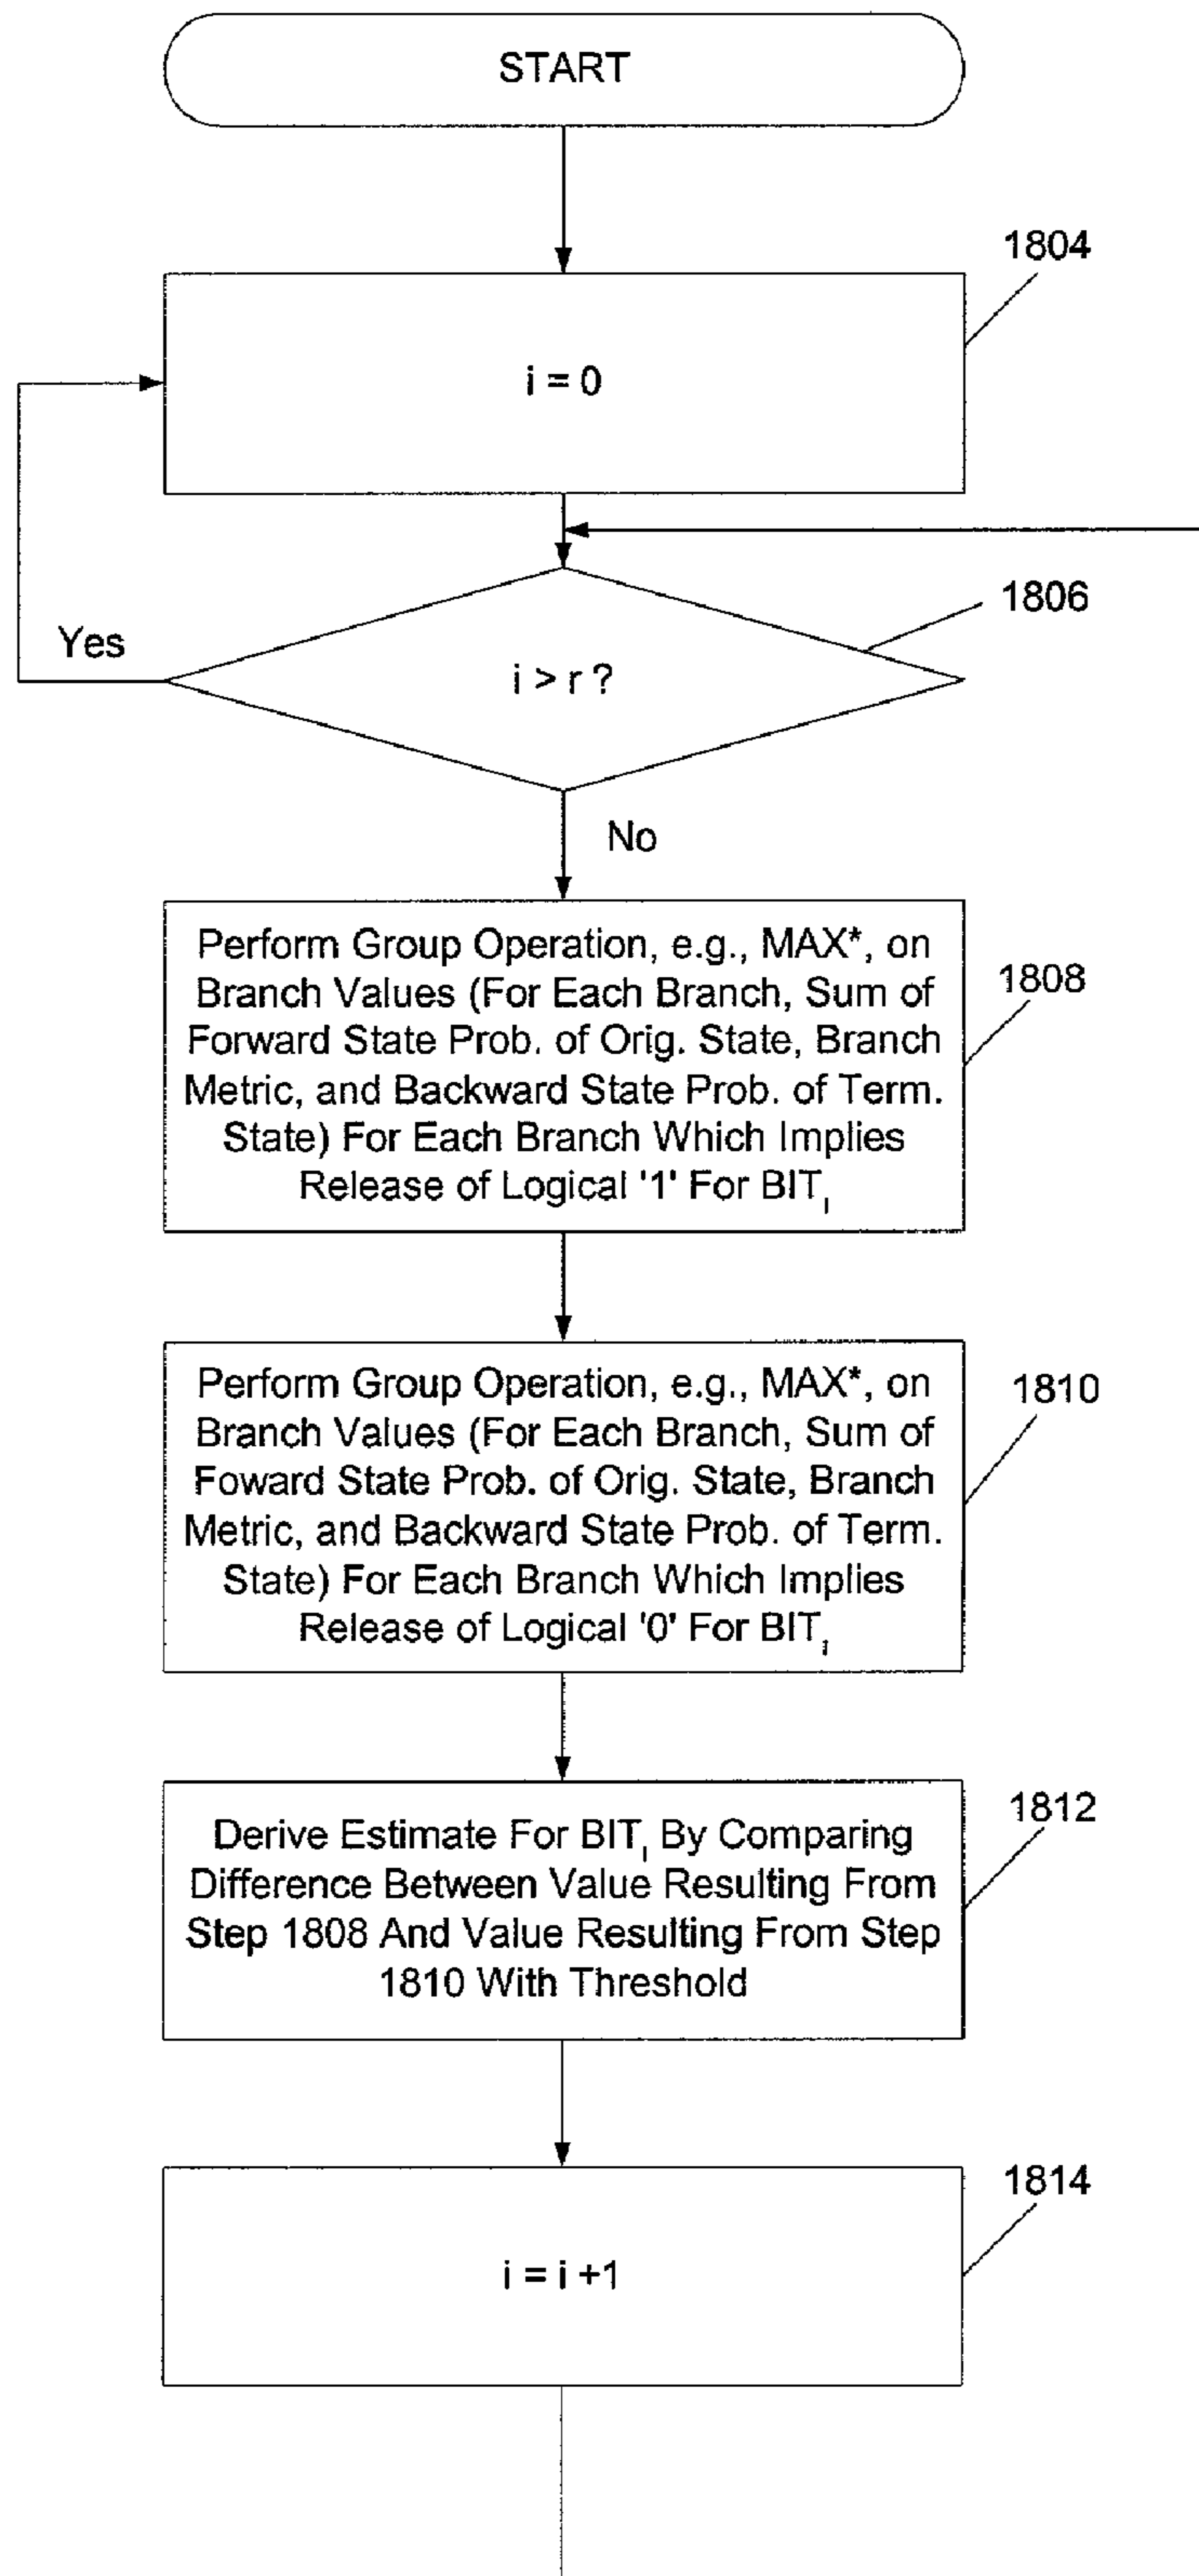 START
1804
i = 0
1806
Yes
i > r ?
No
Perform Group Operation, e.g., MAX*, on
Branch Values (For Each Branch, Sum of
Forward State Prob. of Orig. State, Branch
Metric, and Backward State Prob. of Term.
State) For Each Branch Which Implies
Release of Logical '1' For BITᵢ
1808
Perform Group Operation, e.g., MAX*, on
Branch Values (For Each Branch, Sum of
Foward State Prob. of Orig. State, Branch
Metric, and Backward State Prob. of Term.
State) For Each Branch Which Implies
Release of Logical '0' For BITᵢ
1810
Derive Estimate For BITᵢ By Comparing
Difference Between Value Resulting From
Step 1808 And Value Resulting From Step
1810 With Threshold
1812
1814
i = i +1